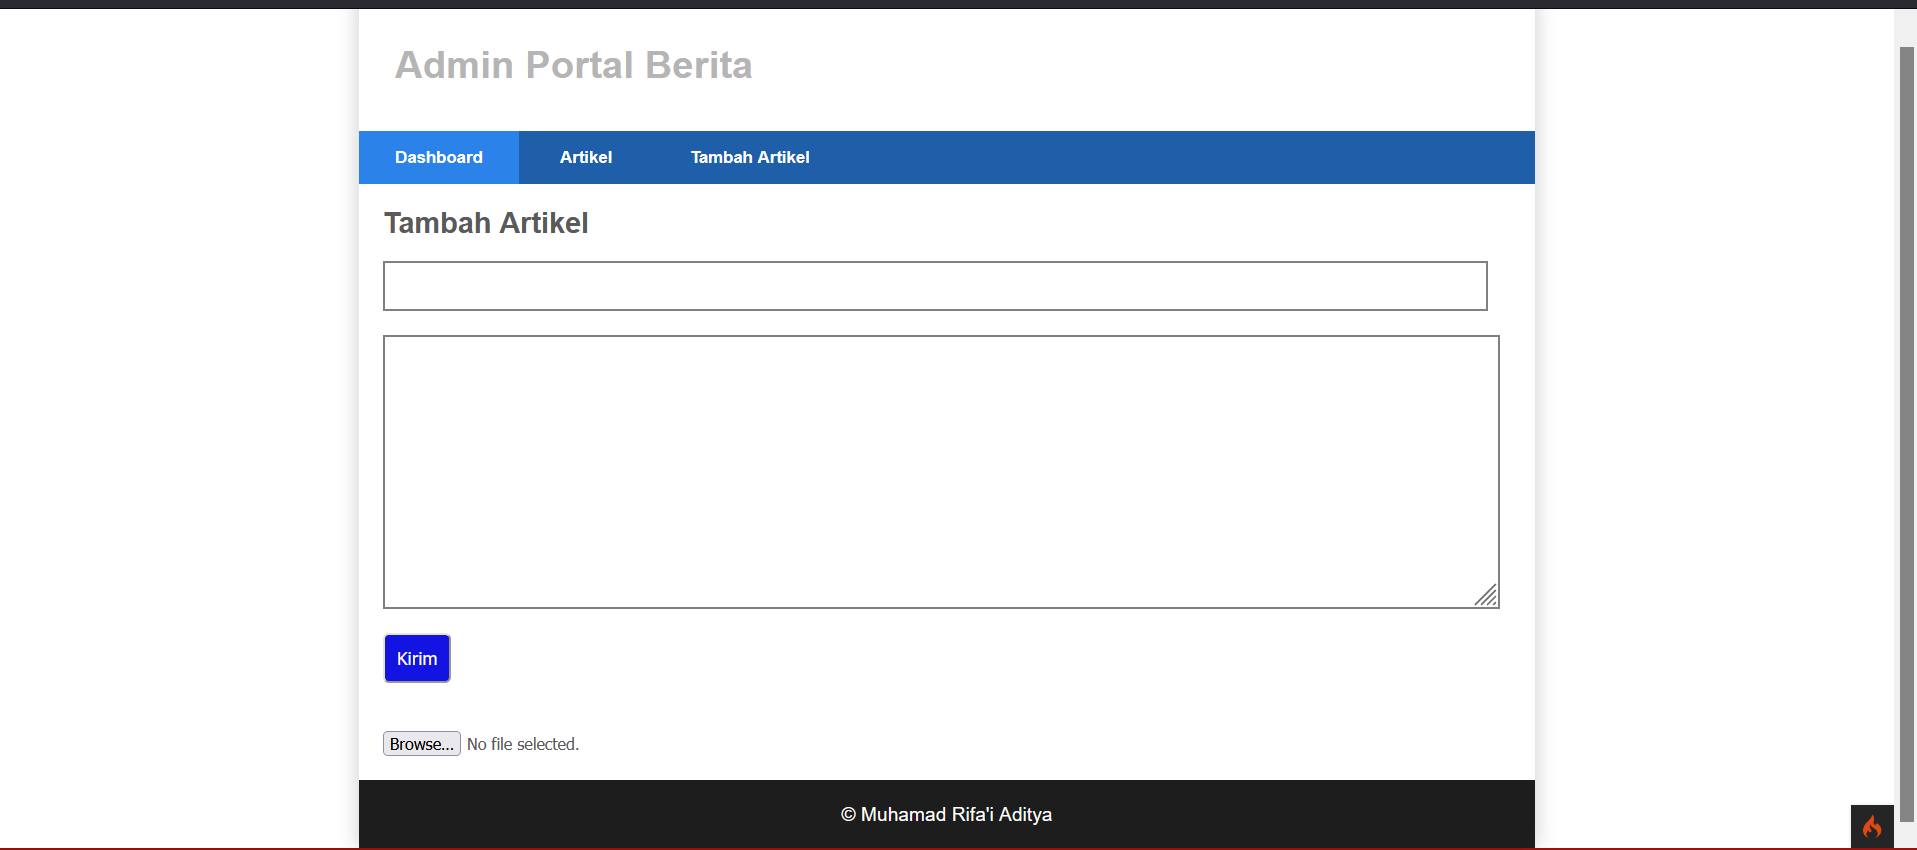 Admin Portal Berita
Dashboard Artikel Tambah Artikel
Tambah Artikel
Kirim
Browse... No file selected.
© Muhamad Rifa'i Aditya